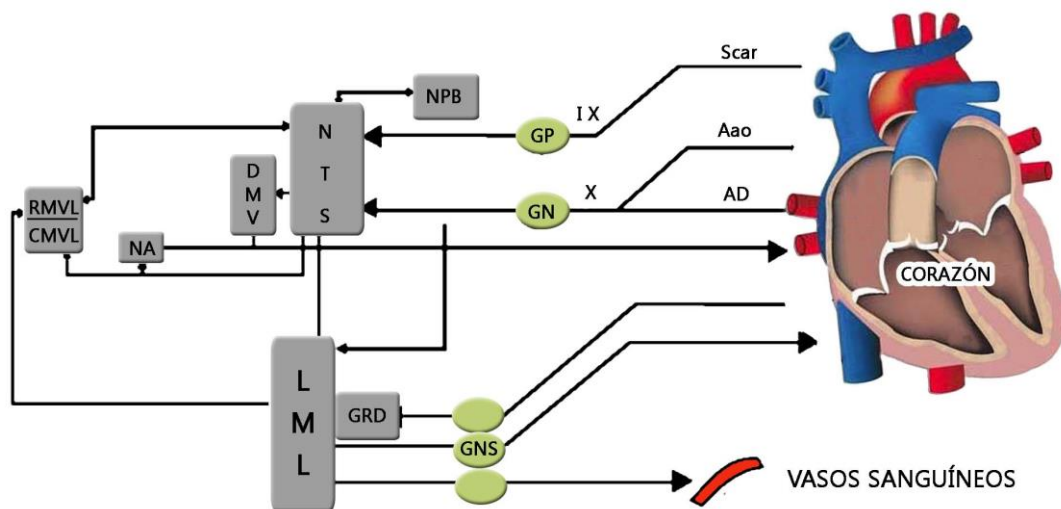 Scar
NPB
N
T
S
I X
GP
Aao
D
M
V
X
GN
AD
RMVL
CMVL
NA
CORAZÓN
L
M
L
GRD
GNS
VASOS SANGUÍNEOS